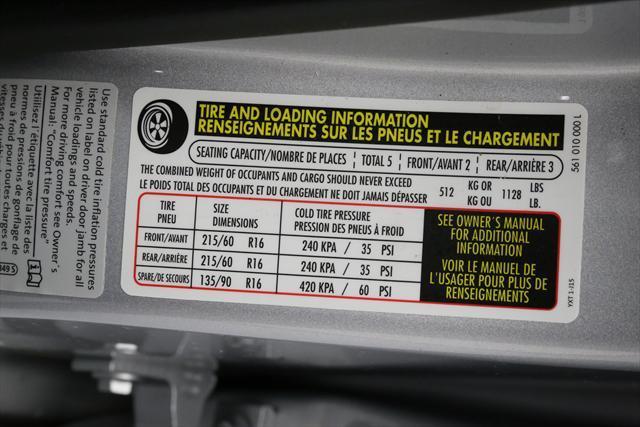 TIRE AND LOADING INFORMATION
RENSEIGNEMENTS SUR LES PNEUS ET LE CHARGEMENT
SEATING CAPACITY/NOMBRE DE PLACES TOTAL 5 FRONT/AVANT 2 REAR/ARRIÈRE 3
THE COMBINED WEIGHT OF OCCUPANTS AND CARGO SHOULD NEVER EXCEED
LE POIDS TOTAL DES OCCUPANTS ET DU CHARGEMENT NE DOIT JAMAIS DÉPASSER
512 KG OR 1128 LBS
KG OU LB.
TIRE SIZE COLD TIRE PRESSURE
PNEU DIMENSIONS PRESSION DES PNEUS À FROID
FRONT/AVANT 215/60 R16 240 KPA / 35 PSI
REAR/ARRIÈRE 215/60 R16 240 KPA / 35 PSI
SPARE/DE SECOURS 135/90 R16 420 KPA / 60 PSI
SEE OWNER'S MANUAL
FOR ADDITIONAL
INFORMATION
VOIR LE MANUEL DE
L'USAGER POUR PLUS DE
RENSEIGNEMENTS
561 010 000 L
YXT 1-J15
Use standard cold tire inflation pressures
listed on label on driver door jamb for all
vehicle loadings and speeds.
For more driving comfort see Owner's
Manual: "Comfort tire pressure"
Utilisez l'étiquette avec la liste des
normes de pressions de gonflage de
pneu à froid pour toutes charges et
849 S